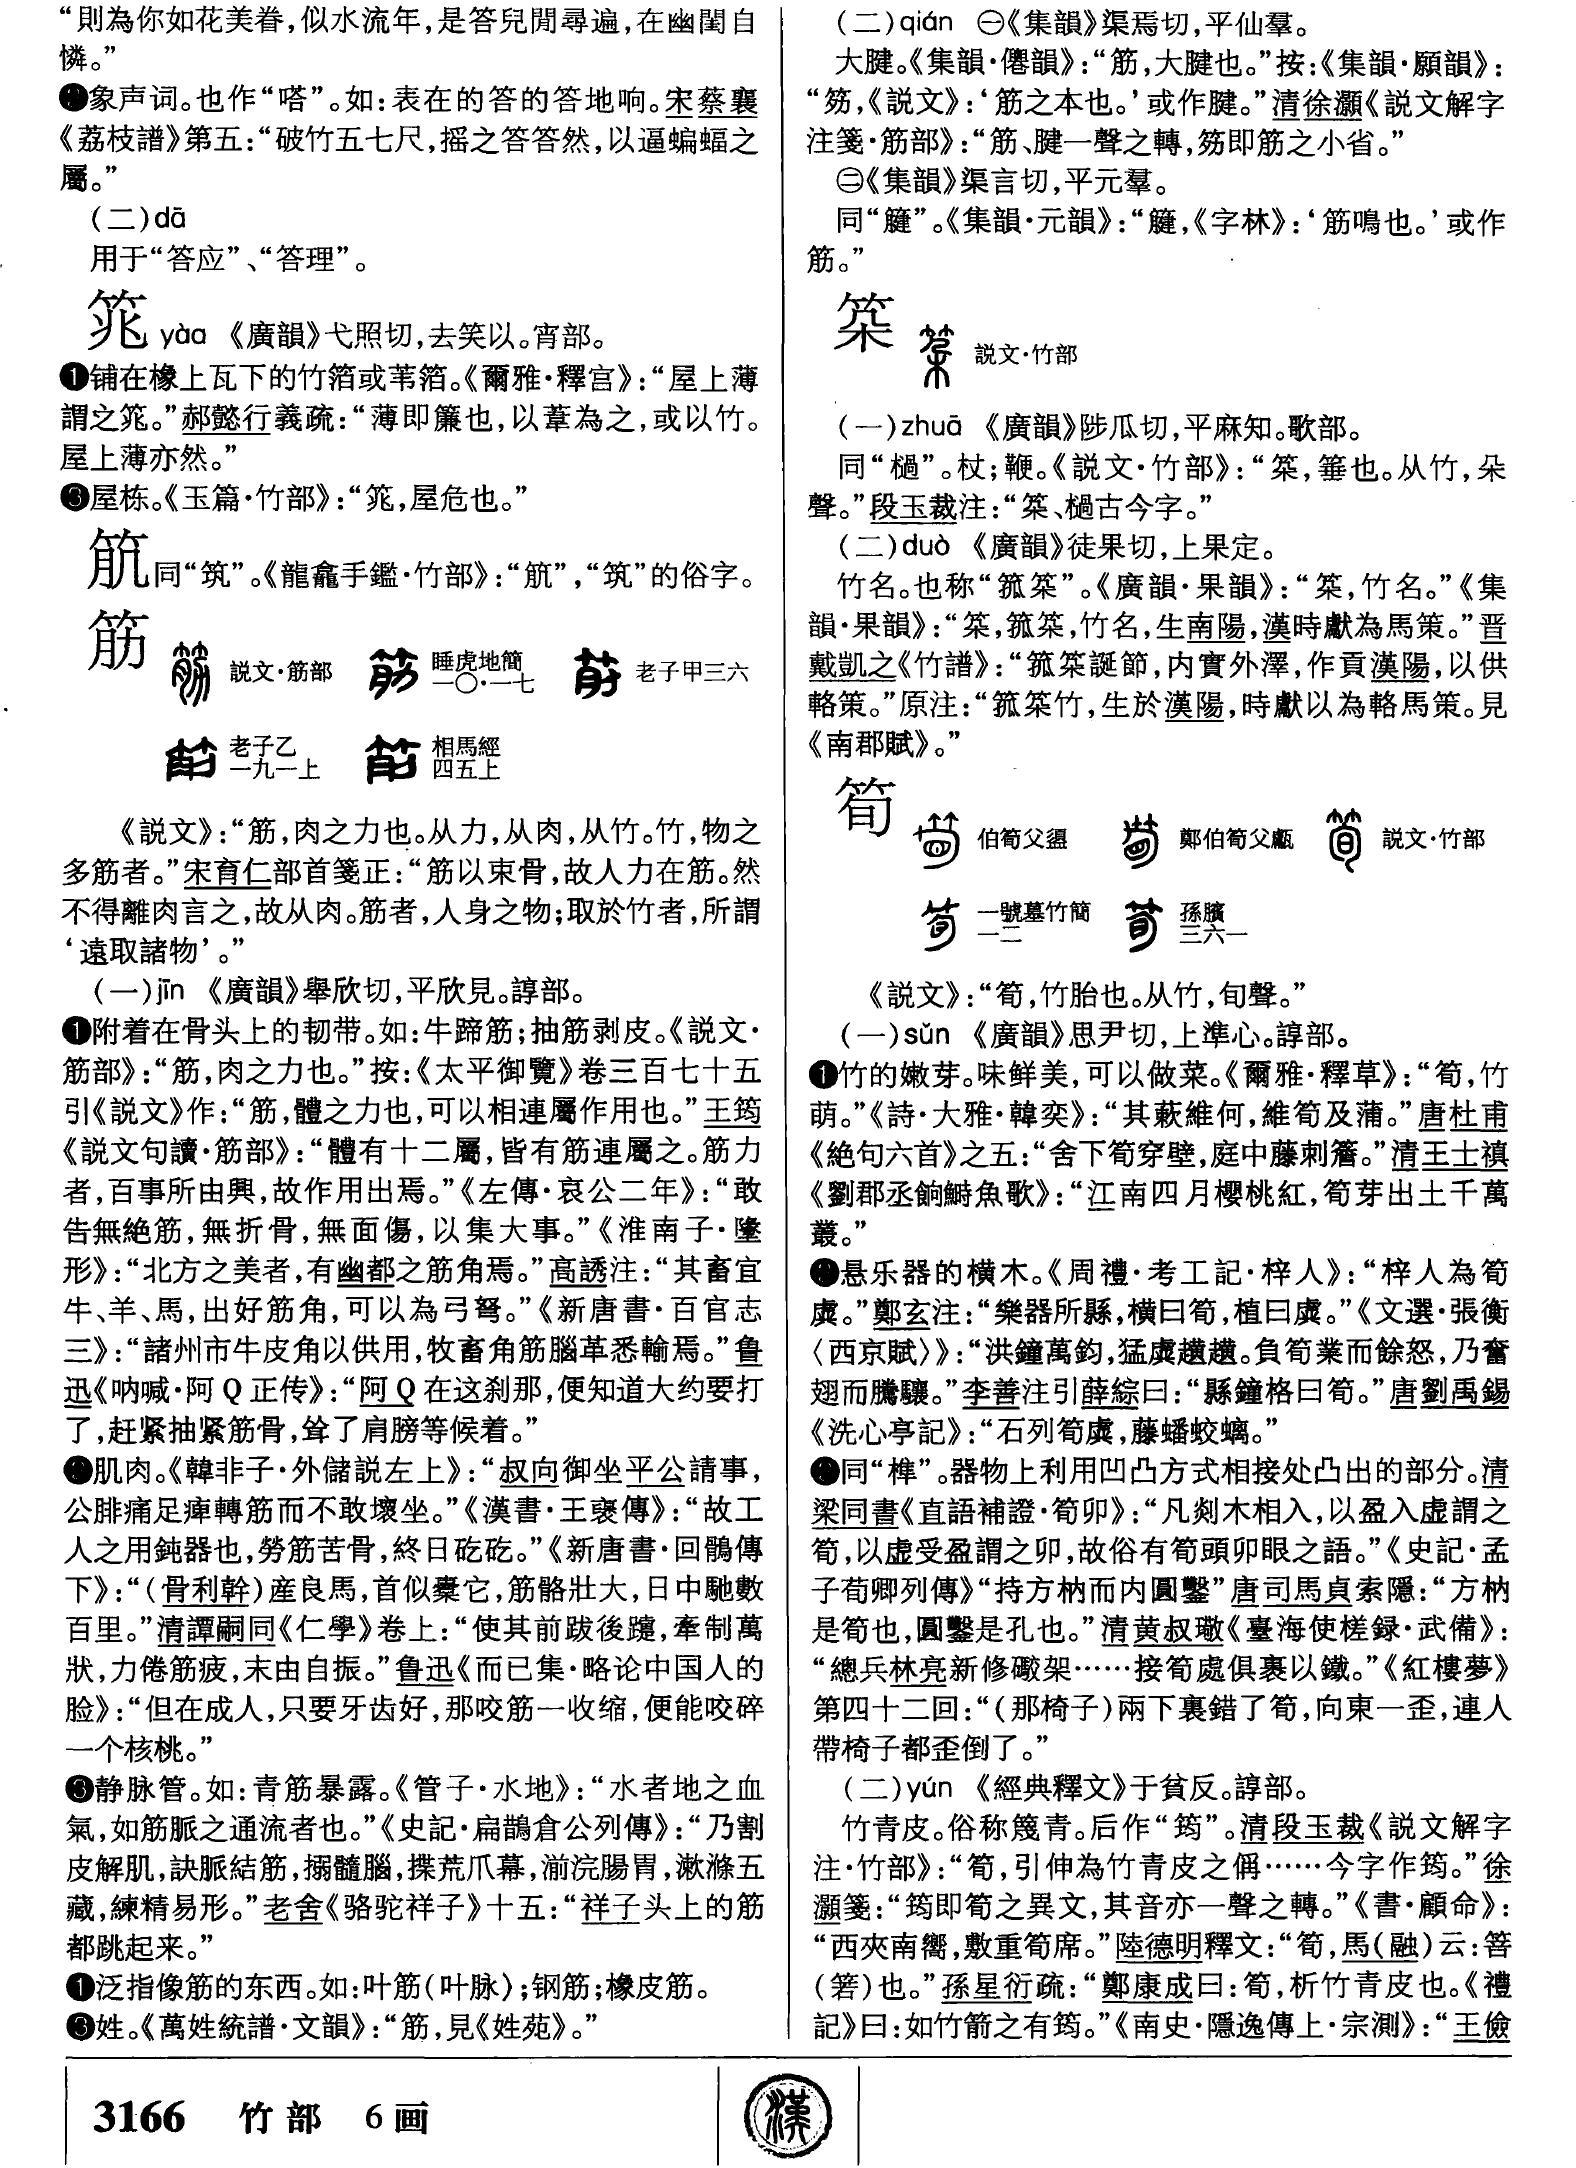 “則為你如花美眷，似水流年，是答兒閒尋遍，在幽閨自
憐。”
象声词。也作“嗒”。如：表在的答的答地响。宋蔡襄
《荔枝譜》第五：“破竹五七尺，摇之答答然，以逼蝙蝠之
屬。”
（二）dā
用于“答应”、“答理”。
筄 yào 《廣韻》弋照切，去笑以。宵部。
❶铺在椽上瓦下的竹箔或苇箔。《爾雅·釋宫》：“屋上薄
謂之筄。”郝懿行義疏：“薄即簾也，以葦為之，或以竹。
屋上薄亦然。”
屋栋。《玉篇·竹部》：“筄，屋危也。”
同“筑”。《龍龕手鑑·竹部》：“”，“筑”的俗字。
筋 説文·筋部 睡虎地簡一〇·一七 老子甲三六
老子乙一九一上 相馬經四五上
《説文》：“筋，肉之力也。从力，从肉，从竹。竹，物之
多筋者。”宋育仁部首箋正：“筋以束骨，故人力在筋。然
不得離肉言之，故从肉。筋者，人身之物；取於竹者，所謂
‘遠取諸物’。”
（一）jīn 《廣韻》舉欣切，平欣見。諄部。
❶附着在骨头上的韧带。如：牛蹄筋；抽筋剥皮。《説文·
筋部》：“筋，肉之力也。”按：《太平御覽》卷三百七十五
引《説文》作：“筋，體之力也，可以相連屬作用也。”王筠
《説文句讀·筋部》：“體有十二屬，皆有筋連屬之。筋力
者，百事所由興，故作用出焉。”《左傳·哀公二年》：“敢
告無絶筋，無折骨，無面傷，以集大事。”《淮南子·墬
形》：“北方之美者，有幽都之筋角焉。”高誘注：“其畜宜
牛、羊、馬，出好筋角，可以為弓弩。”《新唐書·百官志
三》：“諸州市牛皮角以供用，牧畜角筋腦革悉輸焉。”鲁
迅《呐喊·阿Q正传》：“阿Q在这刹那，便知道大约要打
了，赶紧抽紧筋骨，耸了肩膀等候着。”
肌肉。《韓非子·外儲説左上》：“叔向御坐平公請事，
公腓痛足痺轉筋而不敢壞坐。”《漢書·王褒傳》：“故工
人之用鈍器也，勞筋苦骨，終日矻矻。”《新唐書·回鶻傳
下》：“（骨利幹）産良馬，首似橐它，筋骼壯大，日中馳數
百里。”清譚嗣同《仁學》卷上：“使其前跋後躓，牽制萬
狀，力倦筋疲，末由自振。”鲁迅《而已集·略论中国人的
脸》：“但在成人，只要牙齿好，那咬筋一收缩，便能咬碎
一个核桃。”
静脉管。如：青筋暴露。《管子·水地》：“水者地之血
氣，如筋脈之通流者也。”《史記·扁鵲倉公列傳》：“乃割
皮解肌，訣脈結筋，搦髓腦，揲荒爪幕，湔浣腸胃，漱滌五
藏，練精易形。”老舍《骆驼祥子》十五：“祥子头上的筋
都跳起来。”
泛指像筋的东西。如：叶筋（叶脉）；钢筋；橡皮筋。
姓。《萬姓統譜·文韻》：“筋，見《姓苑》。”
（二）qián ㊀《集韻》渠焉切，平仙羣。
大腱。《集韻·僊韻》：“筋，大腱也。”按：《集韻·願韻》：
“笏，《説文》：‘筋之本也。’或作腱。”清徐灝《説文解字
注箋·筋部》：“筋、腱一聲之轉，笏即筋之小省。”
㊁《集韻》渠言切，平元羣。
同“”。《集韻·元韻》：“，《字林》：‘筋鳴也。’或作
筋。”
築 説文·竹部
（一）zhuā 《廣韻》陟瓜切，平麻知。歌部。
同“檛”。杖；鞭。《説文·竹部》：“，箠也。从竹，朵
聲。”段玉裁注：“、檛古今字。”
（二）duò 《廣韻》徒果切，上果定。
竹名。也称“箛”。《廣韻·果韻》：“，竹名。”《集
韻·果韻》：“，箛，竹名，生南陽，漢時獻為馬策。”晋
戴凱之《竹譜》：“箛誕節，内實外澤，作貢漢陽，以供
輅策。”原注：“箛竹，生於漢陽，時獻以為輅馬策。見
《南郡賦》。”
筍 伯筍父盨 鄭伯筍父甗 説文·竹部
一號墓竹簡一二 孫臏三六一
《説文》：“筍，竹胎也。从竹，旬聲。”
（一）sǔn 《廣韻》思尹切，上準心。諄部。
❶竹的嫩芽。味鲜美，可以做菜。《爾雅·釋草》：“筍，竹
萌。”《詩·大雅·韓奕》：“其蔌維何，維筍及蒲。”唐杜甫
《絶句六首》之五：“舍下筍穿壁，庭中藤刺簷。”清王士禛
《劉郡丞餉鰣魚歌》：“江南四月櫻桃紅，筍芽出土千萬
叢。”
悬乐器的横木。《周禮·考工記·梓人》：“梓人為筍
虡。”鄭玄注：“樂器所縣，横曰筍，植曰虡。”《文選·張衡
〈西京賦〉》：“洪鐘萬鈞，猛虡趪趪。負筍業而餘怒，乃奮
翅而騰驤。”李善注引薛綜曰：“縣鐘格曰筍。”唐劉禹錫
《洗心亭記》：“石列筍虡，藤蟠蛟螭。”
同“榫”。器物上利用凹凸方式相接处凸出的部分。清
梁同書《直語補證·筍卯》：“凡剡木相入，以盈入虚謂之
筍，以虚受盈謂之卯，故俗有筍頭卯眼之語。”《史記·孟
子荀卿列傳》“持方枘而内圓鑿”唐司馬貞索隱：“方枘
是筍也，圓鑿是孔也。”清黄叔璥《臺海使槎録·武備》：
“總兵林亮新修礮架……接筍處俱裹以鐵。”《紅樓夢》
第四十二回：“（那椅子）兩下裏錯了筍，向東一歪，連人
帶椅子都歪倒了。”
（二）yún 《經典釋文》于貧反。諄部。
竹青皮。俗称篾青。后作“筠”。清段玉裁《説文解字
注·竹部》：“筍，引伸為竹青皮之偁……今字作筠。”徐
灝箋：“筠即筍之異文，其音亦一聲之轉。”《書·顧命》：
“西夾南嚮，敷重筍席。”陸德明釋文：“筍，馬（融）云：箁
（箬）也。”孫星衍疏：“鄭康成曰：筍，析竹青皮也。《禮
記》曰：如竹箭之有筠。”《南史·隱逸傳上·宗測》：“王儉
3166 竹部 6画
漢